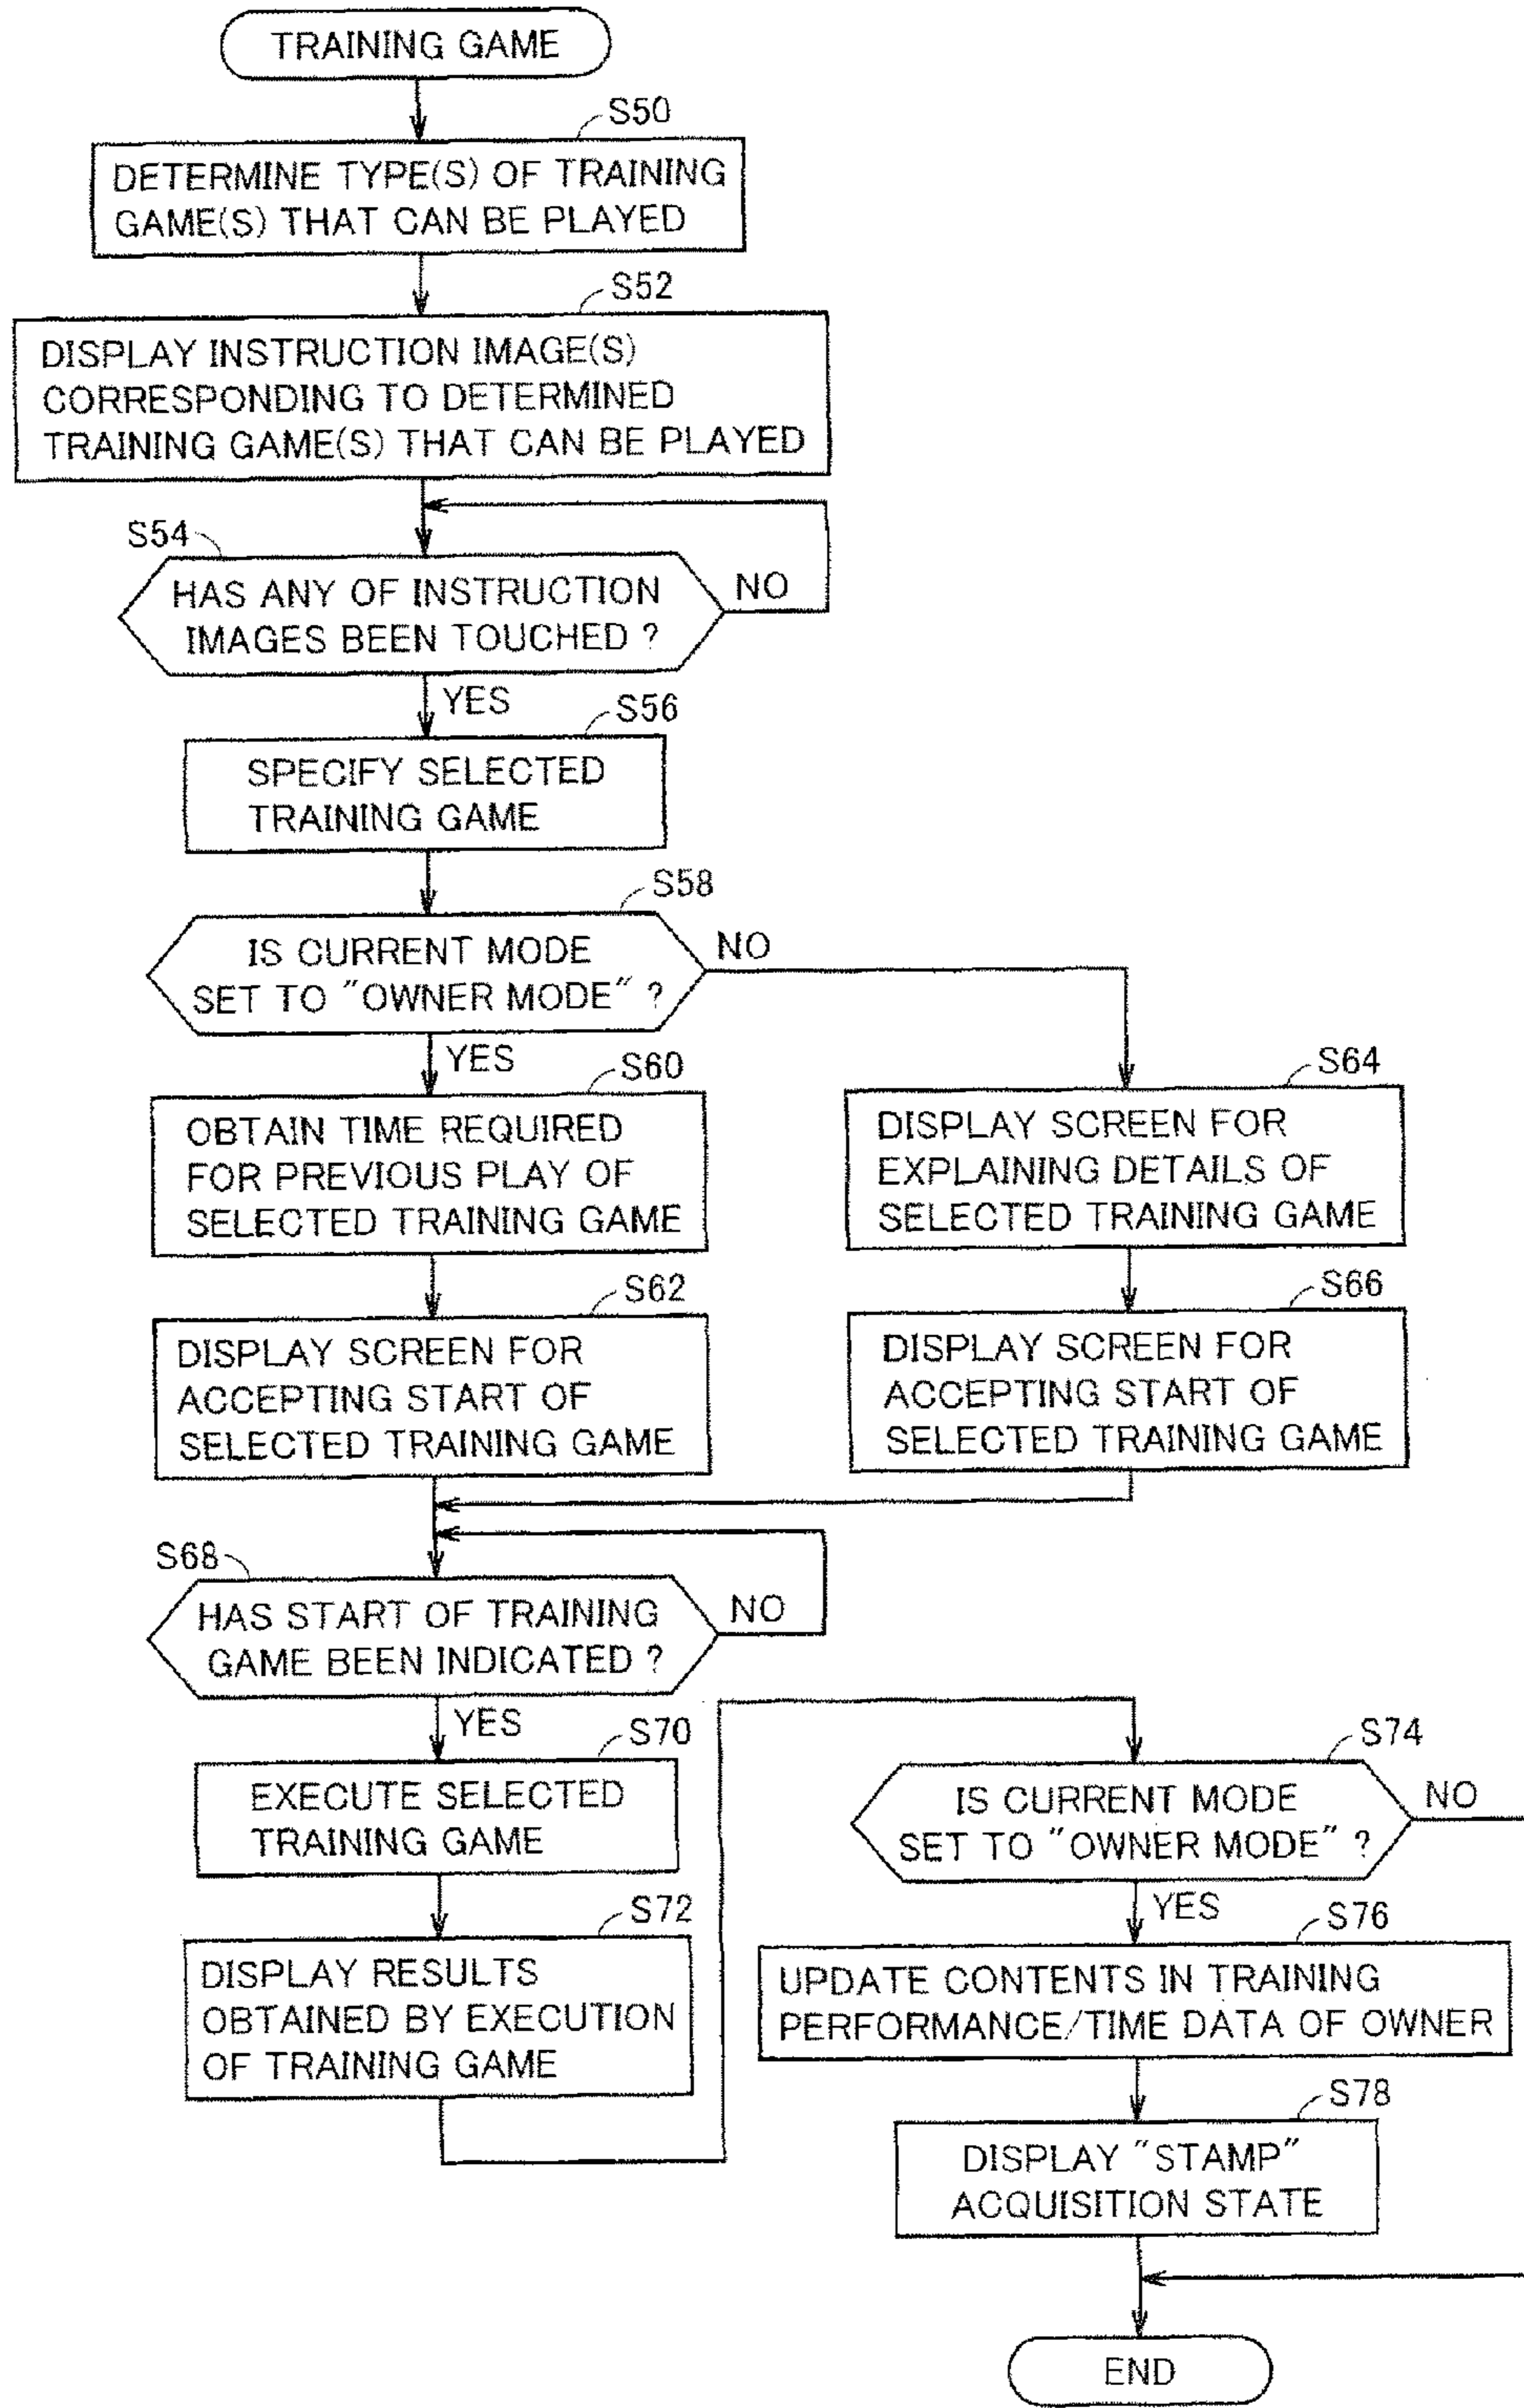 TRAINING GAME
S50
DETERMINE TYPE(S) OF TRAINING
GAME(S) THAT CAN BE PLAYED
S52
DISPLAY INSTRUCTION IMAGE(S)
CORRESPONDING TO DETERMINED
TRAINING GAME(S) THAT CAN BE PLAYED
S54
HAS ANY OF INSTRUCTION
IMAGES BEEN TOUCHED ?
NO
YES
S56
SPECIFY SELECTED
TRAINING GAME
S58
IS CURRENT MODE
SET TO "OWNER MODE" ?
NO
YES
S60
OBTAIN TIME REQUIRED
FOR PREVIOUS PLAY OF
SELECTED TRAINING GAME
S62
DISPLAY SCREEN FOR
ACCEPTING START OF
SELECTED TRAINING GAME
S64
DISPLAY SCREEN FOR
EXPLAINING DETAILS OF
SELECTED TRAINING GAME
S66
DISPLAY SCREEN FOR
ACCEPTING START OF
SELECTED TRAINING GAME
S68
HAS START OF TRAINING
GAME BEEN INDICATED ?
NO
YES
S70
EXECUTE SELECTED
TRAINING GAME
S72
DISPLAY RESULTS
OBTAINED BY EXECUTION
OF TRAINING GAME
S74
IS CURRENT MODE
SET TO "OWNER MODE" ?
NO
YES
S76
UPDATE CONTENTS IN TRAINING
PERFORMANCE/TIME DATA OF OWNER
S78
DISPLAY "STAMP"
ACQUISITION STATE
END